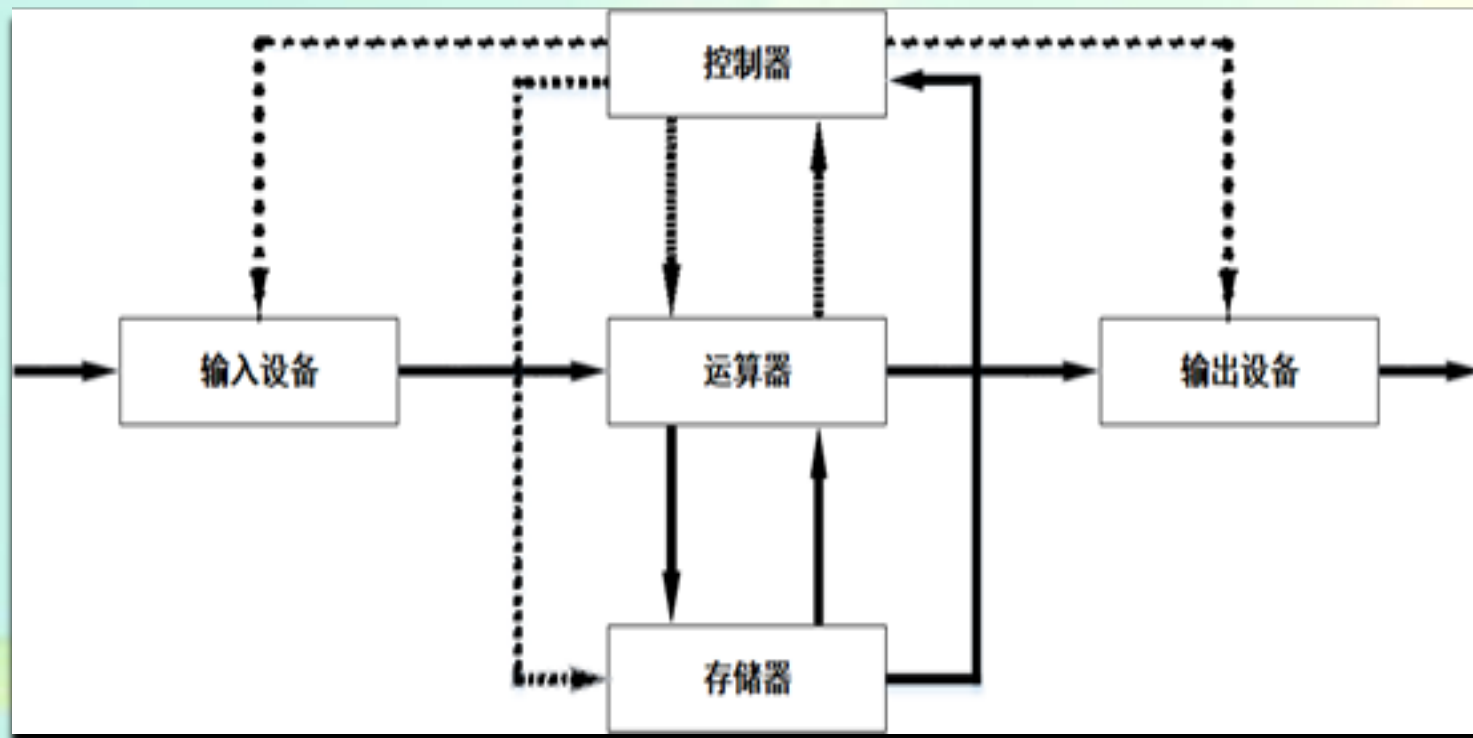 控制器
输入设备
运算器
输出设备
存储器